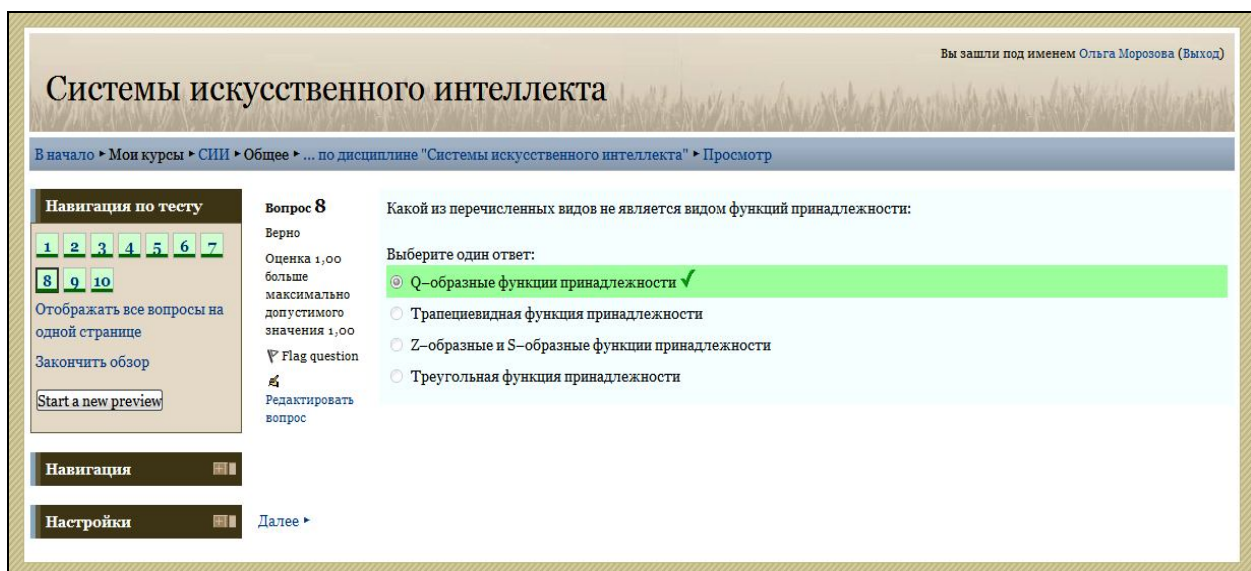 Вы зашли под именем Ольга Морозова (Выход)
Системы искусственного интеллекта
В начало ▸ Мои курсы ▸ СИИ ▸ Общее ▸ ... по дисциплине "Системы искусственного интеллекта" ▸ Просмотр
Навигация по тесту
1 2 3 4 5 6 7
8 9 10
Отображать все вопросы на
одной странице
Закончить обзор
Start a new preview
Навигация
Настройки
Вопрос 8
Верно
Оценка 1,00
больше
максимально
допустимого
значения 1,00
Flag question
Редактировать
вопрос
Какой из перечисленных видов не является видом функций принадлежности:
Выберите один ответ:
Q–образные функции принадлежности
Трапециевидная функция принадлежности
Z–образные и S–образные функции принадлежности
Треугольная функция принадлежности
Далее ▸